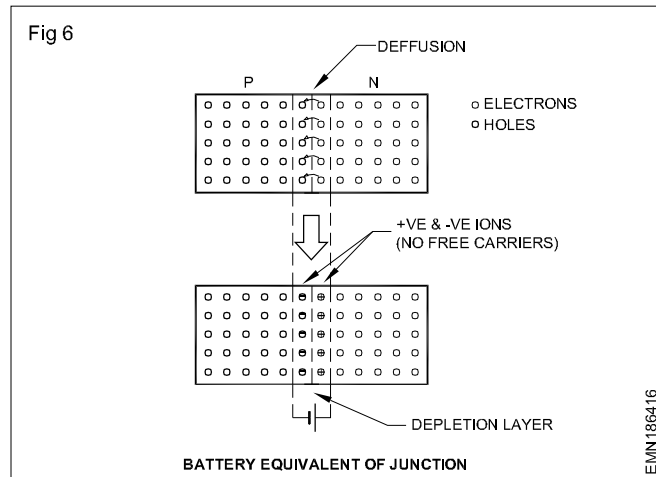 Fig 6
DEFFUSION
P
N
ELECTRONS
HOLES
+VE & -VE IONS
(NO FREE CARRIERS)
DEPLETION LAYER
BATTERY EQUIVALENT OF JUNCTION
EMN186416